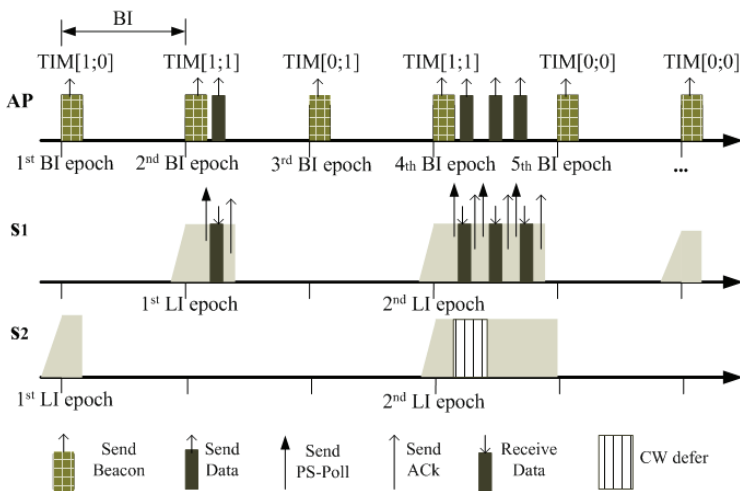 BI
TIM[1;0] TIM[1;1] TIM[0;1] TIM[1;1] TIM[0;0] TIM[0;0]
AP
1st BI epoch 2nd BI epoch 3rd BI epoch 4th BI epoch 5th BI epoch ...
S1
1st LI epoch 2nd LI epoch
S2
1st LI epoch 2nd LI epoch
Send Beacon
Send Data
Send PS-Poll
Send ACk
Receive Data
CW defer